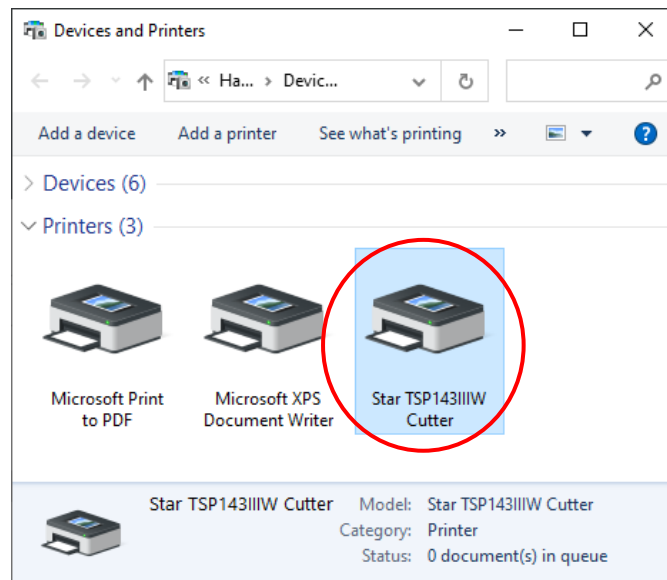 Devices and Printers
« Ha... › Devic...
Add a device Add a printer See what's printing »
?
Devices (6)
Printers (3)
Microsoft Print
to PDF
Microsoft XPS
Document Writer
Star TSP143IIIW
Cutter
Star TSP143IIIW Cutter Model: Star TSP143IIIW Cutter
Category: Printer
Status: 0 document(s) in queue